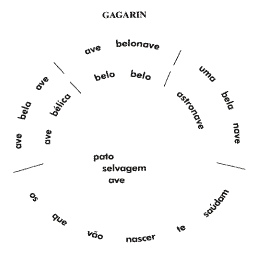 GAGARIN
ave bela ave
ave belonave
uma bela nave
ave bélica
belo belo
astronave
pato
selvagem
ave
os que vão nascer te saúdam